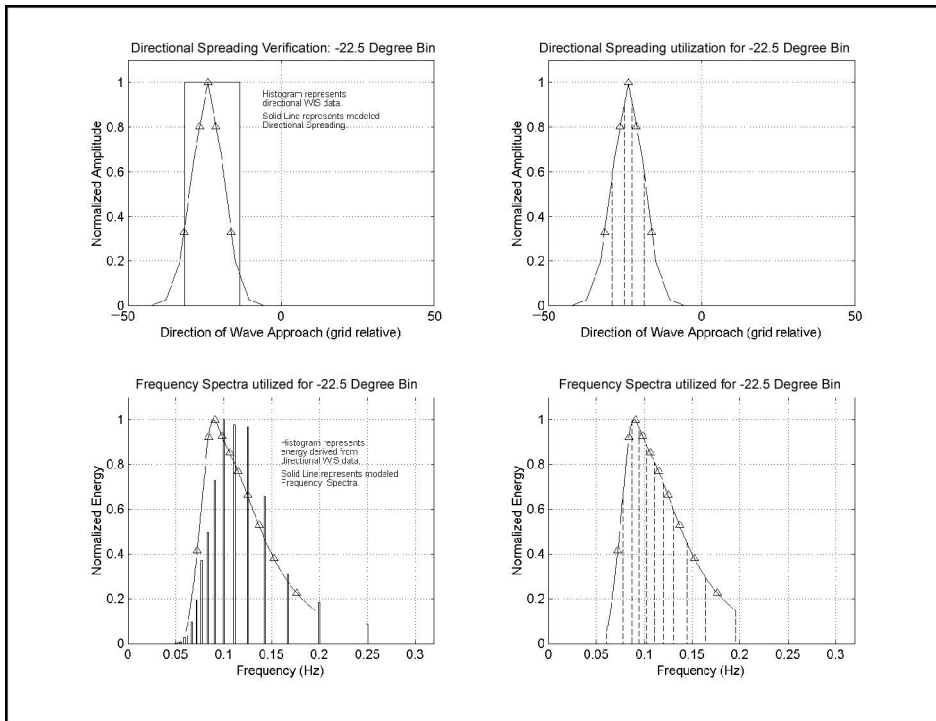 Directional Spreading Verification: -22.5 Degree Bin
Normalized Amplitude
1
0.8
0.6
0.4
0.2
0
Histogram represents
directional WIS data.
Solid Line represents modeled
Directional Spreading.
−50
0
50
Direction of Wave Approach (grid relative)
Directional Spreading utilization for -22.5 Degree Bin
Normalized Amplitude
1
0.8
0.6
0.4
0.2
0
−50
0
50
Direction of Wave Approach (grid relative)
Frequency Spectra utilized for -22.5 Degree Bin
Normalized Energy
1
0.8
0.6
0.4
0.2
0
Histogram represents
energy derived from
directional WIS data.
Solid Line represents modeled
Frequency Spectra.
0
0.05
0.1
0.15
0.2
0.25
0.3
Frequency (Hz)
Frequency Spectra utilized for -22.5 Degree Bin
Normalized Energy
1
0.8
0.6
0.4
0.2
0
0
0.05
0.1
0.15
0.2
0.25
0.3
Frequency (Hz)